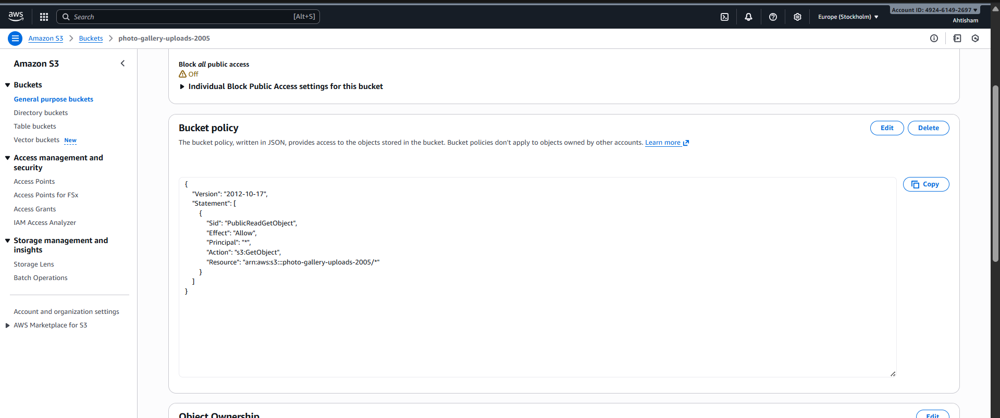 aws
Search
[Alt+S]
Europe (Stockholm)
Account ID: 4924-6149-2697
Ahtisham
Amazon S3
Buckets
photo-gallery-uploads-2005
Amazon S3
Buckets
General purpose buckets
Directory buckets
Table buckets
Vector buckets New
Access management and
security
Access Points
Access Points for FSx
Access Grants
IAM Access Analyzer
Storage management and
insights
Storage Lens
Batch Operations
Account and organization settings
AWS Marketplace for S3
Block all public access
Off
Individual Block Public Access settings for this bucket
Bucket policy
Edit
Delete
The bucket policy, written in JSON, provides access to the objects stored in the bucket. Bucket policies don't apply to objects owned by other accounts. Learn more
Copy
{
"Version": "2012-10-17",
"Statement": [
{
"Sid": "PublicReadGetObject",
"Effect": "Allow",
"Principal": "*",
"Action": "s3:GetObject",
"Resource": "arn:aws:s3:::photo-gallery-uploads-2005/*"
}
]
}
Object Ownership
Edit